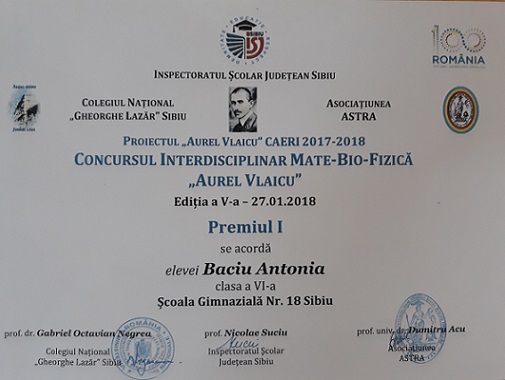 ISJ
SIBIU
100
ROMÂNIA
INSPECTORATUL ȘCOLAR JUDEȚEAN SIBIU
COLEGIUL NAȚIONAL
„GHEORGHE LAZĂR” SIBIU
ASOCIAȚIUNEA
ASTRA
PROIECTUL „AUREL VLAICU” CAERI 2017-2018
CONCURSUL INTERDISCIPLINAR MATE-BIO-FIZICĂ
„AUREL VLAICU”
Ediția a V-a – 27.01.2018
Premiul I
se acordă
elevei Baciu Antonia
clasa a VI-a
Școala Gimnazială Nr. 18 Sibiu
prof. dr. Gabriel Octavian Negrea
prof. Nicolae Suciu
prof. univ. dr. Dumitru Acu
Colegiul Național
„Gheorghe Lazăr” Sibiu
Inspectoratul Școlar
Județean Sibiu
Asociațiunea
ASTRA